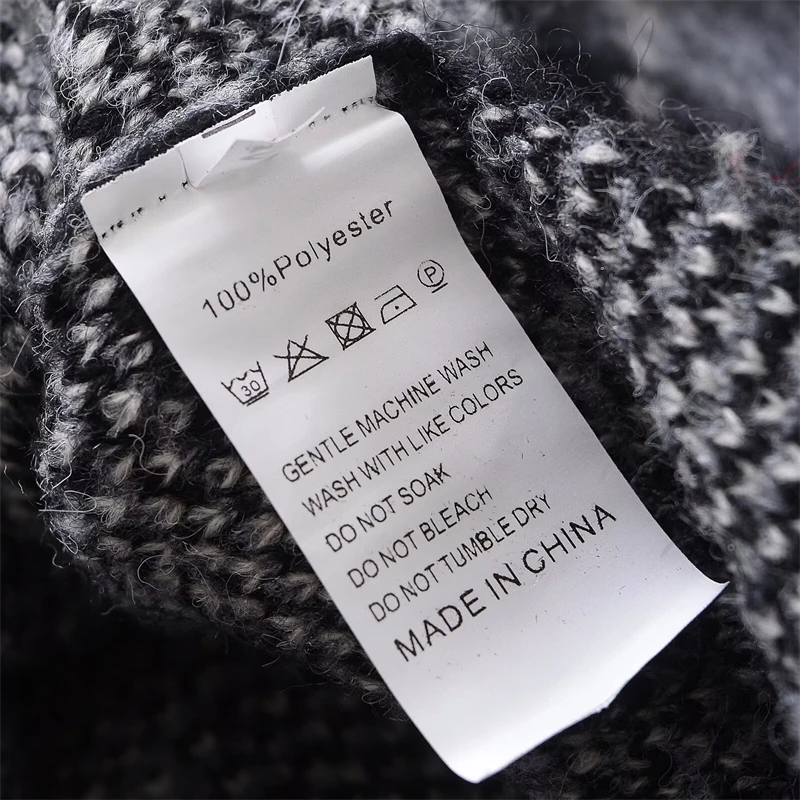 100%Polyester
30 P
GENTLE MACHINE WASH
WASH WITH LIKE COLORS
DO NOT SOAK
DO NOT BLEACH
DO NOT TUMBLE DRY
MADE IN CHINA